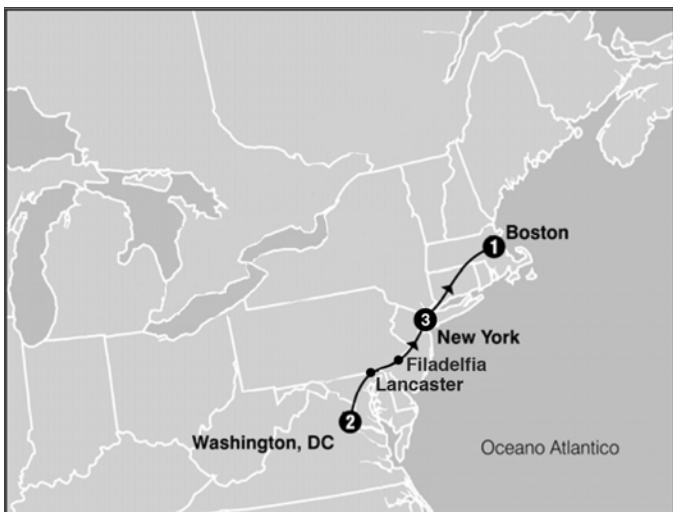 1 Boston
3 New York
Filadelfia
Lancaster
2
Washington, DC
Oceano Atlantico